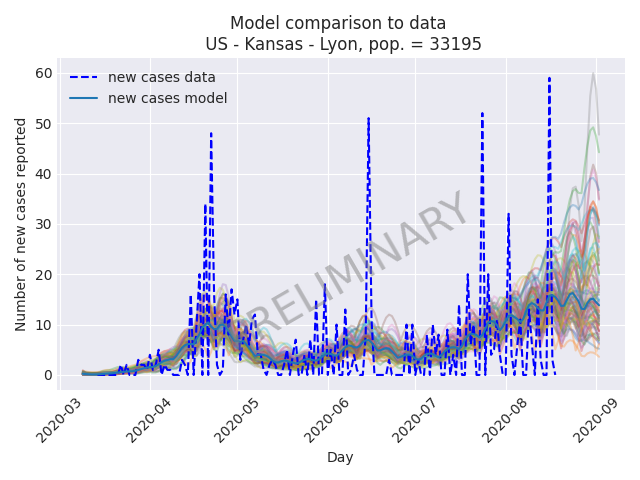 Model comparison to data
US - Kansas - Lyon, pop. = 33195
new cases data
new cases model
Number of new cases reported
60
50
40
30
20
10
0
PRELIMINARY
2020-03
2020-04
2020-05
2020-06
2020-07
2020-08
2020-09
Day